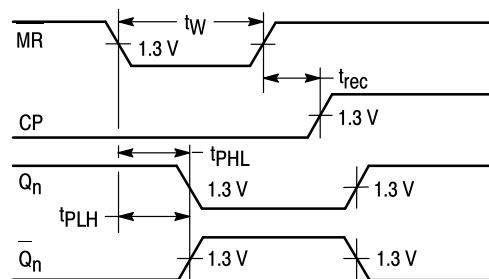 MR
tW
1.3 V
trec
CP
1.3 V
tPHL
Qn
1.3 V
1.3 V
tPLH
Q̅n
1.3 V
1.3 V